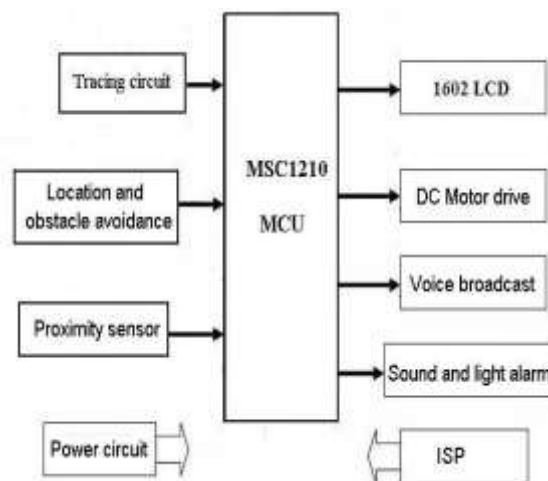 Tracing circuit
Location and
obstacle avoidance
Proximity sensor
Power circuit
MSC1210
MCU
1602 LCD
DC Motor drive
Voice broadcast
Sound and light alarm
ISP